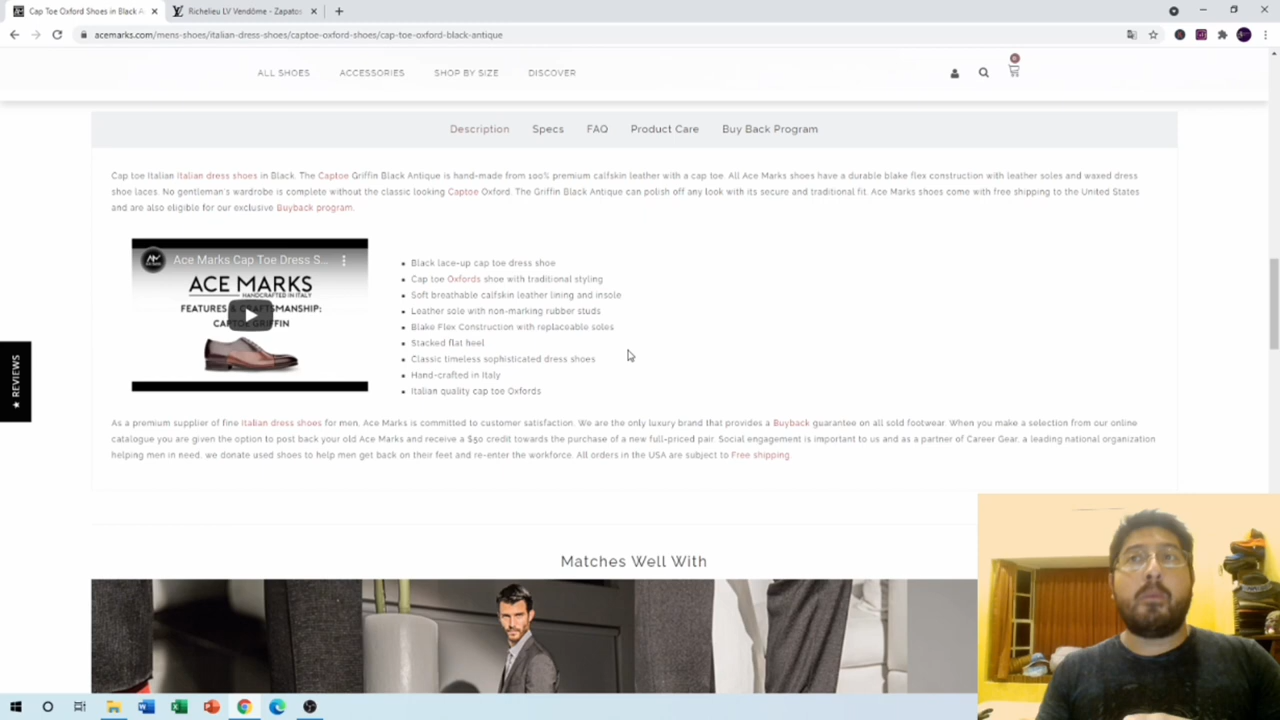 Cap Toe Oxford Shoes in Black A
Richelieu LV Vendôme - Zapatos
acemarks.com/mens-shoes/italian-dress-shoes/captoe-oxford-shoes/cap-toe-oxford-black-antique
ALL SHOES ACCESSORIES SHOP BY SIZE DISCOVER
0
Description Specs FAQ Product Care Buy Back Program
Cap toe Italian Italian dress shoes in Black. The Captoe Griffin Black Antique is hand-made from 100% premium calfskin leather with a cap toe. All Ace Marks shoes have a durable blake flex construction with leather soles and waxed dress
shoe laces. No gentleman's wardrobe is complete without the classic looking Captoe Oxford. The Griffin Black Antique can polish off any look with its secure and traditional fit. Ace Marks shoes come with free shipping to the United States
and are also eligible for our exclusive Buyback program.
Ace Marks Cap Toe Dress S...
ACE MARKS
HANDCRAFTED IN ITALY
FEATURES & CRAFTSMANSHIP:
CAPTOE GRIFFIN
Black lace-up cap toe dress shoe
Cap toe Oxfords shoe with traditional styling
Soft breathable calfskin leather lining and insole
Leather sole with non-marking rubber studs
Blake Flex Construction with replaceable soles
Stacked flat heel
Classic timeless sophisticated dress shoes
Hand-crafted in Italy
Italian quality cap toe Oxfords
★ REVIEWS
As a premium supplier of fine Italian dress shoes for men, Ace Marks is committed to customer satisfaction. We are the only luxury brand that provides a Buyback guarantee on all sold footwear. When you make a selection from our online
catalogue you are given the option to post back your old Ace Marks and receive a $50 credit towards the purchase of a new full-priced pair. Social engagement is important to us and as a partner of Career Gear, a leading national organization
helping men in need, we donate used shoes to help men get back on their feet and re-enter the workforce. All orders in the USA are subject to Free shipping.
Matches Well With